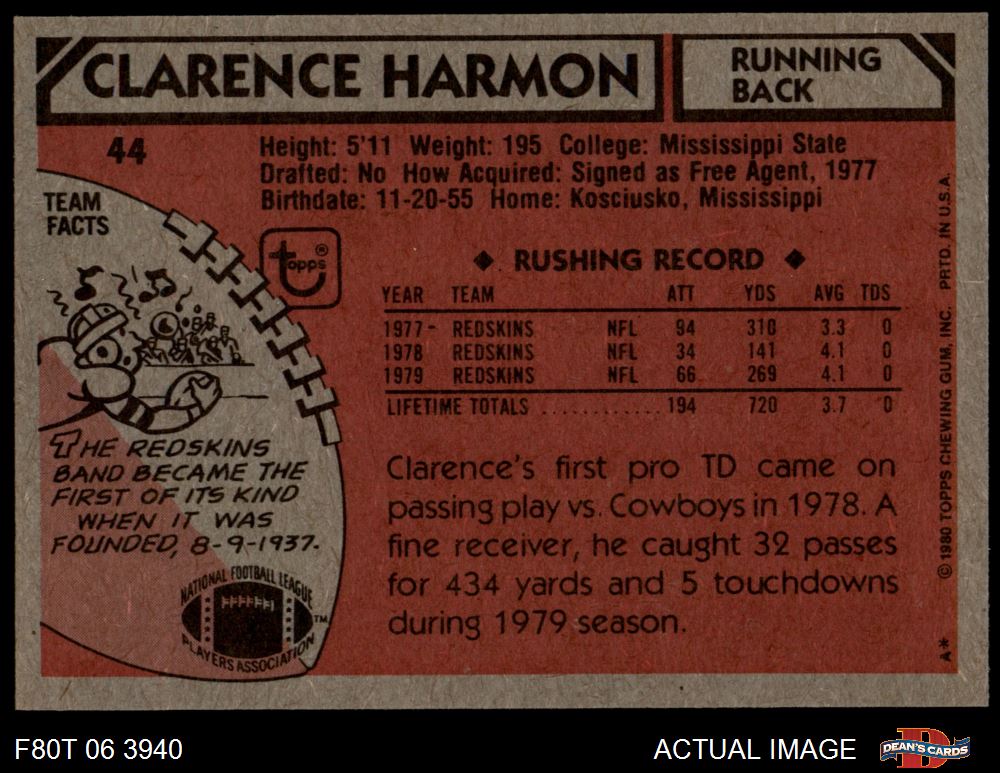 CLARENCE HARMON
RUNNING
BACK
44
Height: 5'11 Weight: 195 College: Mississippi State
Drafted: No How Acquired: Signed as Free Agent, 1977
Birthdate: 11-20-55 Home: Kosciusko, Mississippi
TEAM
FACTS
topps®
◆ RUSHING RECORD ◆
YEAR TEAM ATT YDS AVG TDS
1977- REDSKINS NFL 94 310 3.3 0
1978 REDSKINS NFL 34 141 4.1 0
1979 REDSKINS NFL 66 269 4.1 0
LIFETIME TOTALS ............ 194 720 3.7 0
THE REDSKINS
BAND BECAME THE
FIRST OF ITS KIND
WHEN IT WAS
FOUNDED, 8-9-1937.
Clarence's first pro TD came on
passing play vs. Cowboys in 1978. A
fine receiver, he caught 32 passes
for 434 yards and 5 touchdowns
during 1979 season.
NATIONAL FOOTBALL LEAGUE
PLAYERS ASSOCIATION
TM
A* © 1980 TOPPS CHEWING GUM, INC. PRTD. IN U.S.A.
F80T 06 3940
ACTUAL IMAGE
DEAN'S CARDS